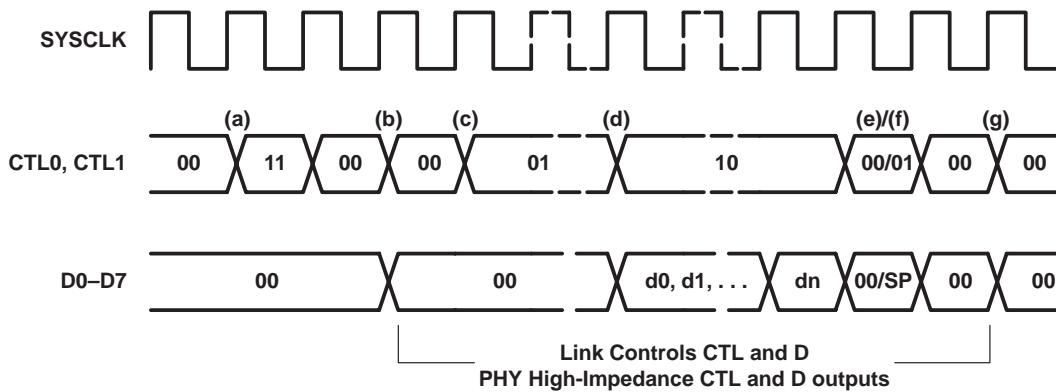 SYSCLK
(a) (b) (c) (d) (e)/(f) (g)
CTL0, CTL1 00 11 00 00 01 10 00/01 00 00
D0–D7 00 00 d0, d1, . . . dn 00/SP 00 00
Link Controls CTL and D
PHY High-Impedance CTL and D outputs